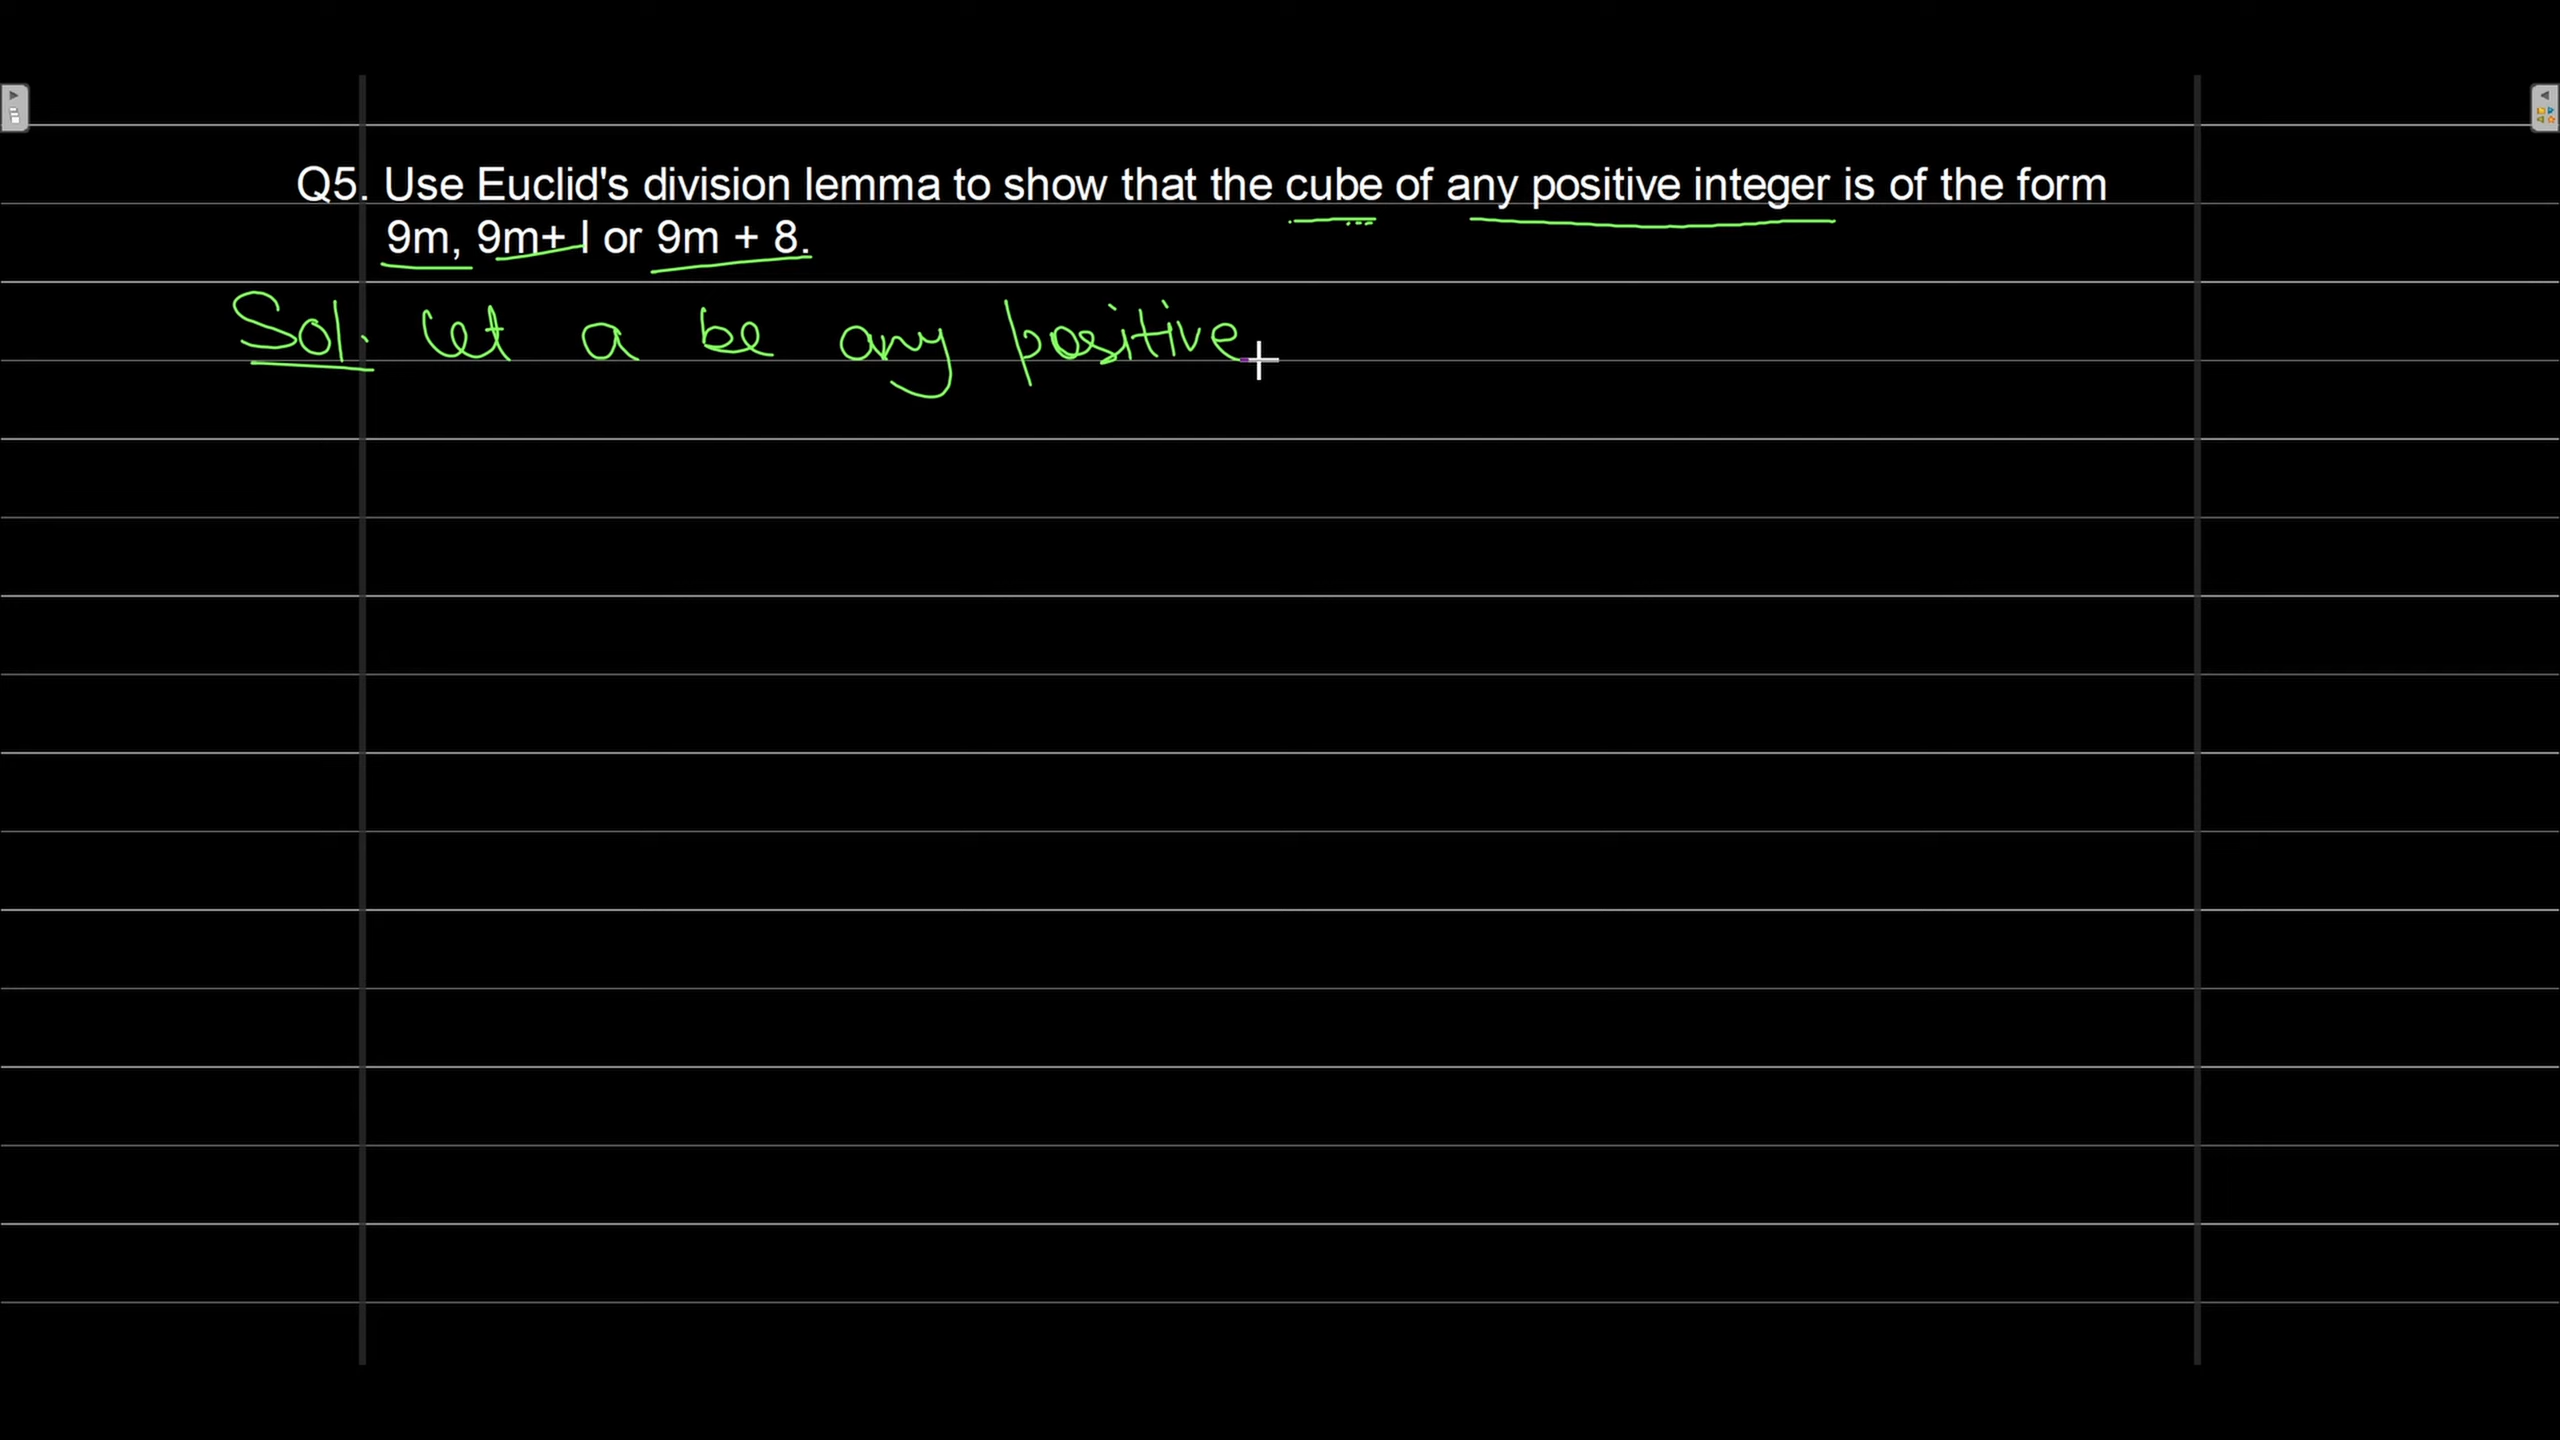 Q5. Use Euclid's division lemma to show that the cube of any positive integer is of the form
9m, 9m+ l or 9m + 8.
Sol. let a be any positive